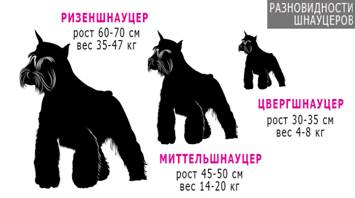 РАЗНОВИДНОСТИ
ШНАУЦЕРОВ
РИЗЕНШНАУЦЕР
рост 60-70 см
вес 35-47 кг
ЦВЕРГШНАУЦЕР
рост 30-35 см
вес 4-8 кг
МИТТЕЛЬШНАУЦЕР
рост 45-50 см
вес 14-20 кг